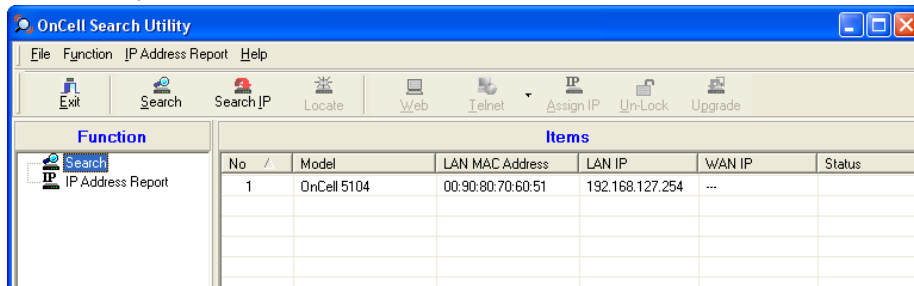 OnCell Search Utility
File Function IP Address Report Help
Exit Search Search IP Locate Web Telnet Assign IP Un-Lock Upgrade
Function Items
Search
IP Address Report
No Model LAN MAC Address LAN IP WAN IP Status
1 OnCell 5104 00:90:80:70:60:51 192.168.127.254 ---